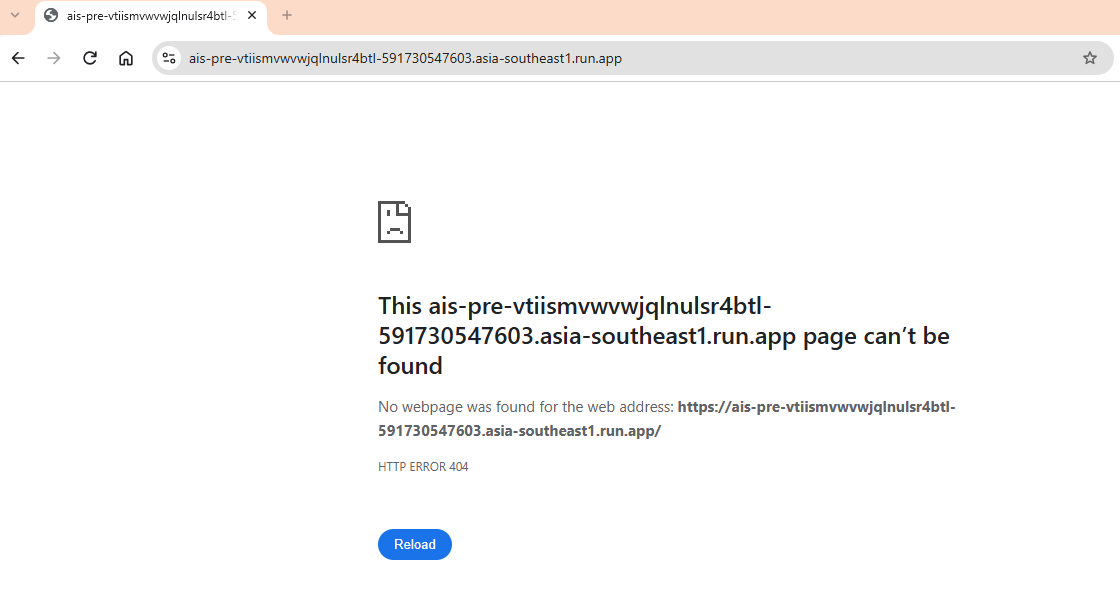 ais-pre-vtiismvwvwjqlnulsr4btl-5
ais-pre-vtiismvwvwjqlnulsr4btl-591730547603.asia-southeast1.run.app
This ais-pre-vtiismvwvwjqlnulsr4btl-
591730547603.asia-southeast1.run.app page can’t be
found
No webpage was found for the web address: https://ais-pre-vtiismvwvwjqlnulsr4btl-
591730547603.asia-southeast1.run.app/
HTTP ERROR 404
Reload